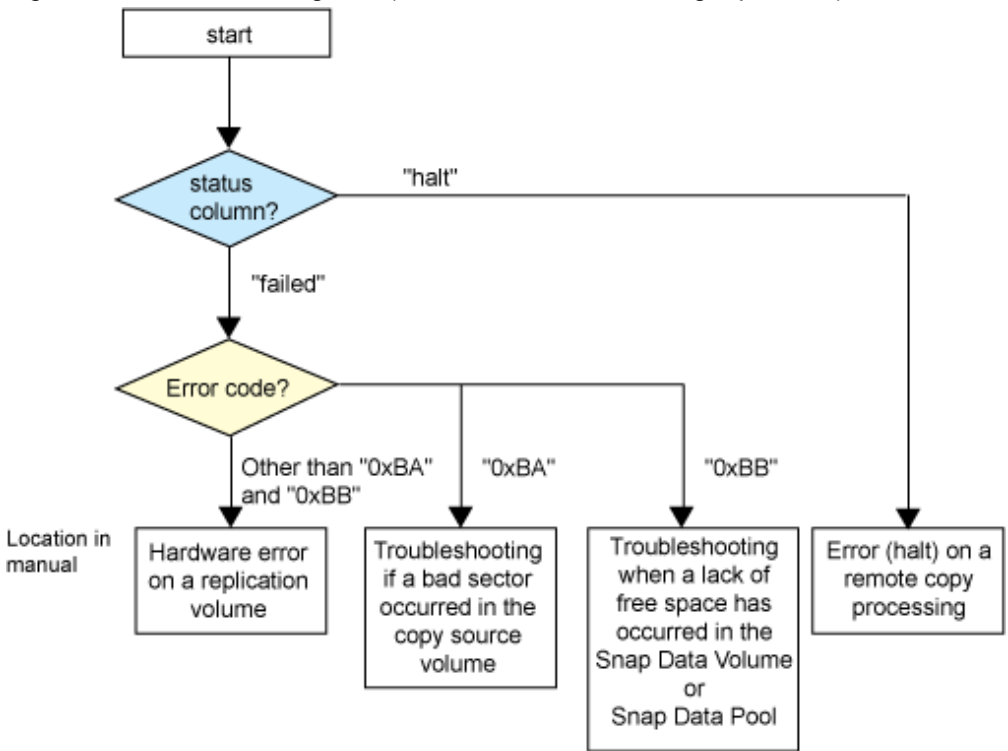 start
status
column?
"halt"
"failed"
Error code?
Other than "0xBA"
and "0xBB"
"0xBA"
"0xBB"
Location in
manual
Hardware error
on a replication
volume
Troubleshooting
if a bad sector
occurred in the
copy source
volume
Troubleshooting
when a lack of
free space has
occurred in the
Snap Data Volume
or
Snap Data Pool
Error (halt) on a
remote copy
processing